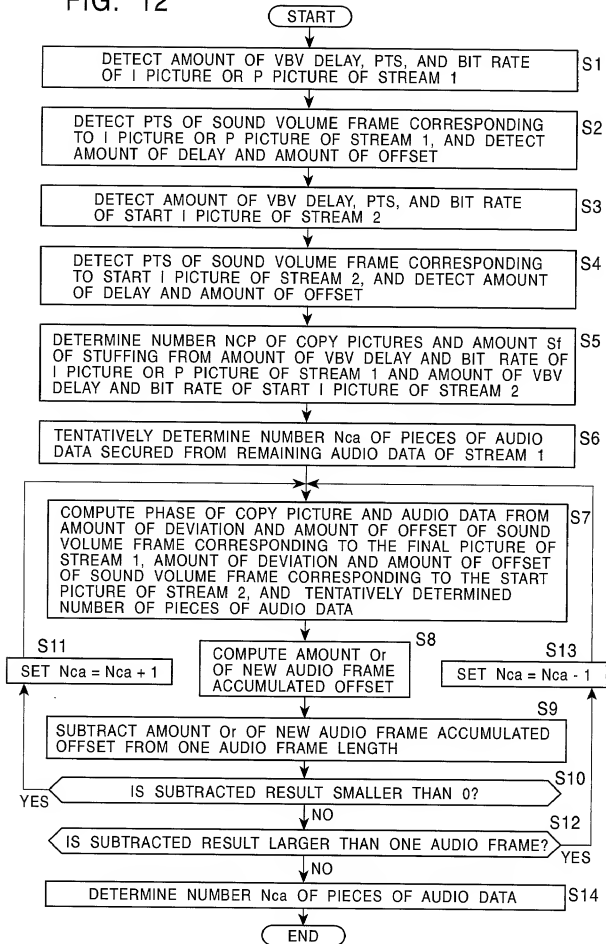 FIG. 12
START
DETECT AMOUNT OF VBV DELAY, PTS, AND BIT RATE
OF I PICTURE OR P PICTURE OF STREAM 1
S1
DETECT PTS OF SOUND VOLUME FRAME CORRESPONDING
TO I PICTURE OR P PICTURE OF STREAM 1, AND DETECT
AMOUNT OF DELAY AND AMOUNT OF OFFSET
S2
DETECT AMOUNT OF VBV DELAY, PTS, AND BIT RATE
OF START I PICTURE OF STREAM 2
S3
DETECT PTS OF SOUND VOLUME FRAME CORRESPONDING
TO START I PICTURE OF STREAM 2, AND DETECT AMOUNT
OF DELAY AND AMOUNT OF OFFSET
S4
DETERMINE NUMBER NCP OF COPY PICTURES AND AMOUNT Sf
OF STUFFING FROM AMOUNT OF VBV DELAY AND BIT RATE OF
I PICTURE OR P PICTURE OF STREAM 1 AND AMOUNT OF VBV
DELAY AND BIT RATE OF START I PICTURE OF STREAM 2
S5
TENTATIVELY DETERMINE NUMBER Nca OF PIECES OF AUDIO
DATA SECURED FROM REMAINING AUDIO DATA OF STREAM 1
S6
COMPUTE PHASE OF COPY PICTURE AND AUDIO DATA FROM
AMOUNT OF DEVIATION AND AMOUNT OF OFFSET OF SOUND
VOLUME FRAME CORRESPONDING TO THE FINAL PICTURE OF
STREAM 1, AMOUNT OF DEVIATION AND AMOUNT OF OFFSET
OF SOUND VOLUME FRAME CORRESPONDING TO THE START
PICTURE OF STREAM 2, AND TENTATIVELY DETERMINED
NUMBER OF PIECES OF AUDIO DATA
S7
S11
SET Nca = Nca + 1
COMPUTE AMOUNT Or
OF NEW AUDIO FRAME
ACCUMULATED OFFSET
S8
S13
SET Nca = Nca - 1
S9
SUBTRACT AMOUNT Or OF NEW AUDIO FRAME ACCUMULATED
OFFSET FROM ONE AUDIO FRAME LENGTH
S10
IS SUBTRACTED RESULT SMALLER THAN 0?
YES
NO
S12
IS SUBTRACTED RESULT LARGER THAN ONE AUDIO FRAME?
YES
NO
DETERMINE NUMBER Nca OF PIECES OF AUDIO DATA
S14
END